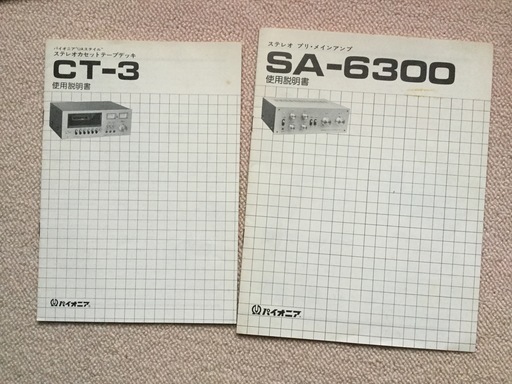 パイオニア"UAスタイル"
ステレオカセットテープデッキ
CT-3
使用説明書
パイオニア
ステレオ プリ・メインアンプ
SA-6300
使用説明書
パイオニア